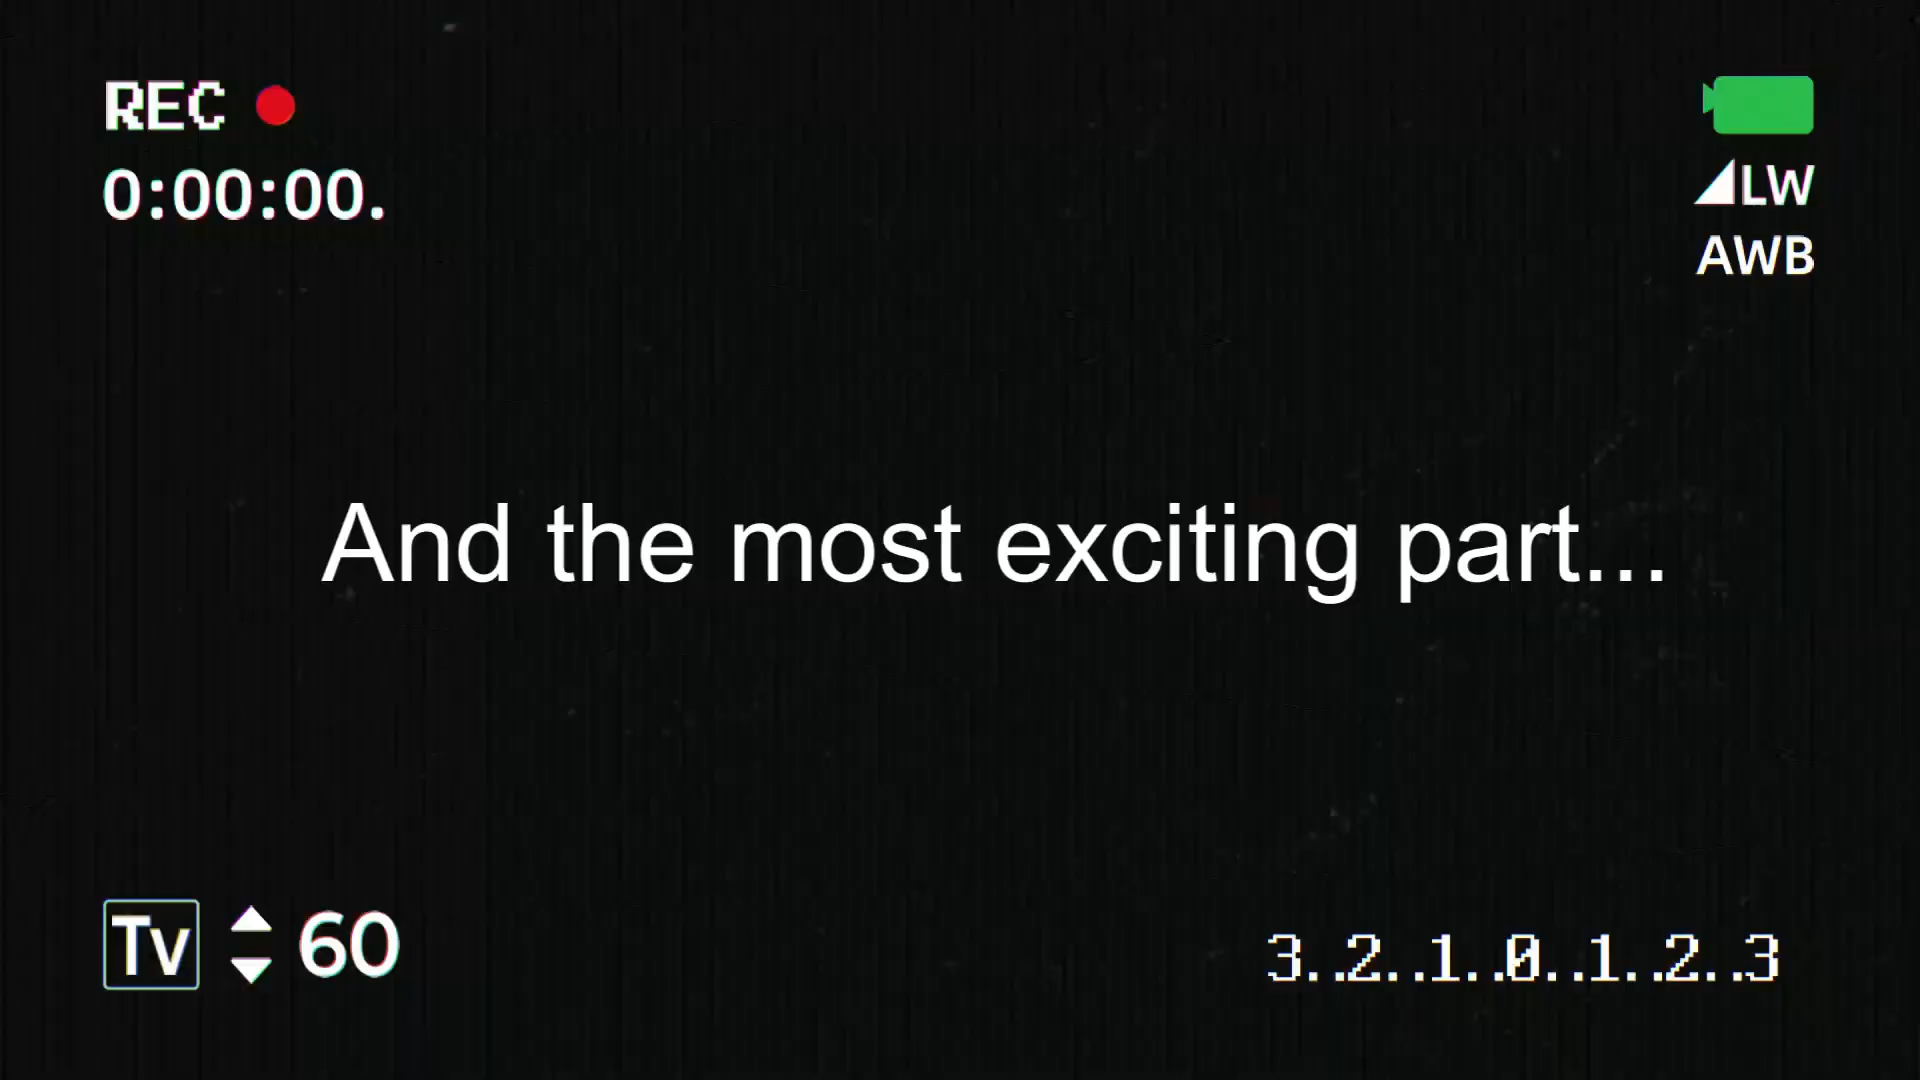 REC
0:00:00.
LW
AWB
And the most exciting part...
Tv 60
3..2..1..0..1..2..3